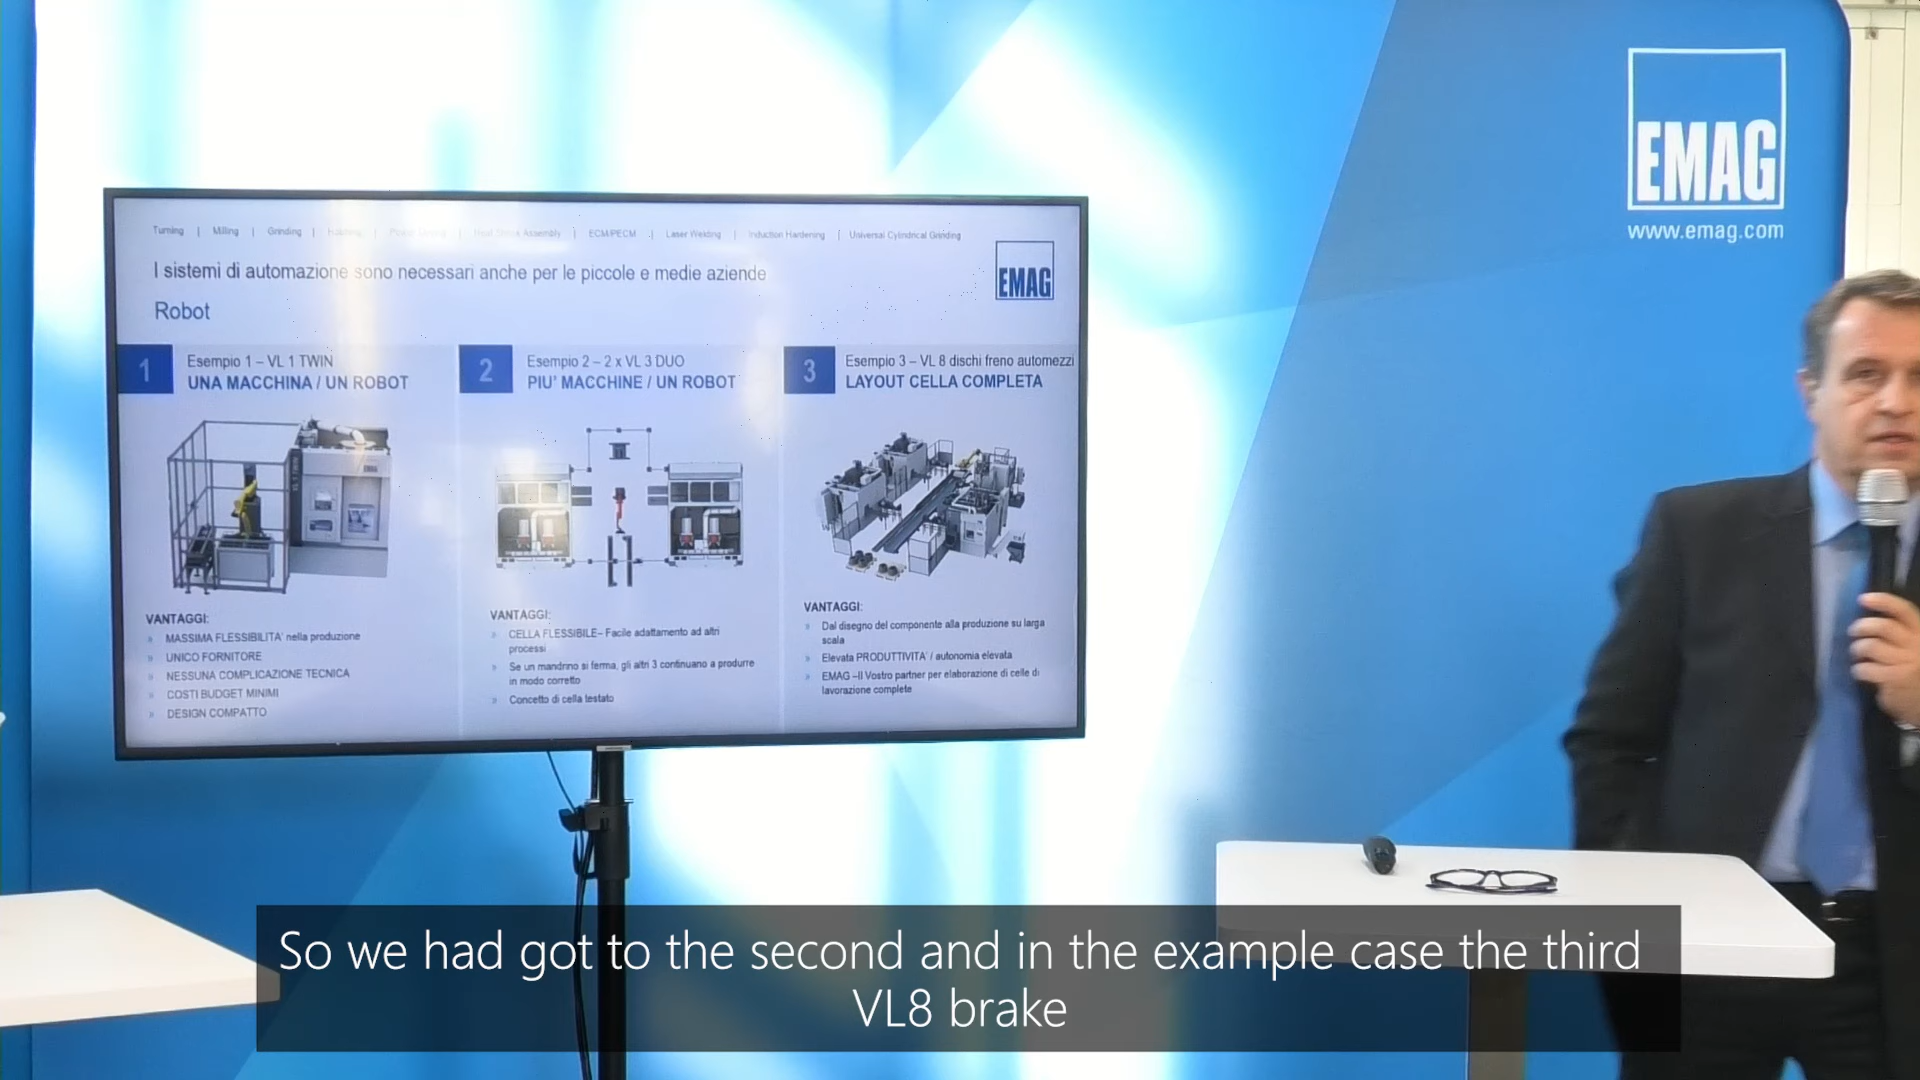 EMAG
www.emag.com
Turning | Milling | Grinding | | | | ECM/PECM | Laser Welding | Induction Hardening | Universal Cylindrical Grinding
I sistemi di automazione sono necessari anche per le piccole e medie aziende
EMAG
Robot
1
Esempio 1 – VL 1 TWIN
UNA MACCHINA / UN ROBOT
2
Esempio 2 – 2 x VL 3 DUO
PIU' MACCHINE / UN ROBOT
3
Esempio 3 – VL 8 dischi freno automezzi
LAYOUT CELLA COMPLETA
EMAG
VANTAGGI:
» MASSIMA FLESSIBILITA' nella produzione
» UNICO FORNITORE
» NESSUNA COMPLICAZIONE TECNICA
» COSTI BUDGET MINIMI
» DESIGN COMPATTO
VANTAGGI:
» CELLA FLESSIBILE– Facile adattamento ad altri
processi
» Se un mandrino si ferma, gli altri 3 continuano a produrre
in modo corretto
» Concetto di cella testato
VANTAGGI:
» Dal disegno del componente alla produzione su larga
scala
» Elevata PRODUTTIVITA' / autonomia elevata
» EMAG –Il Vostro partner per elaborazione di celle di
lavorazione complete
So we had got to the second and in the example case the third
VL8 brake